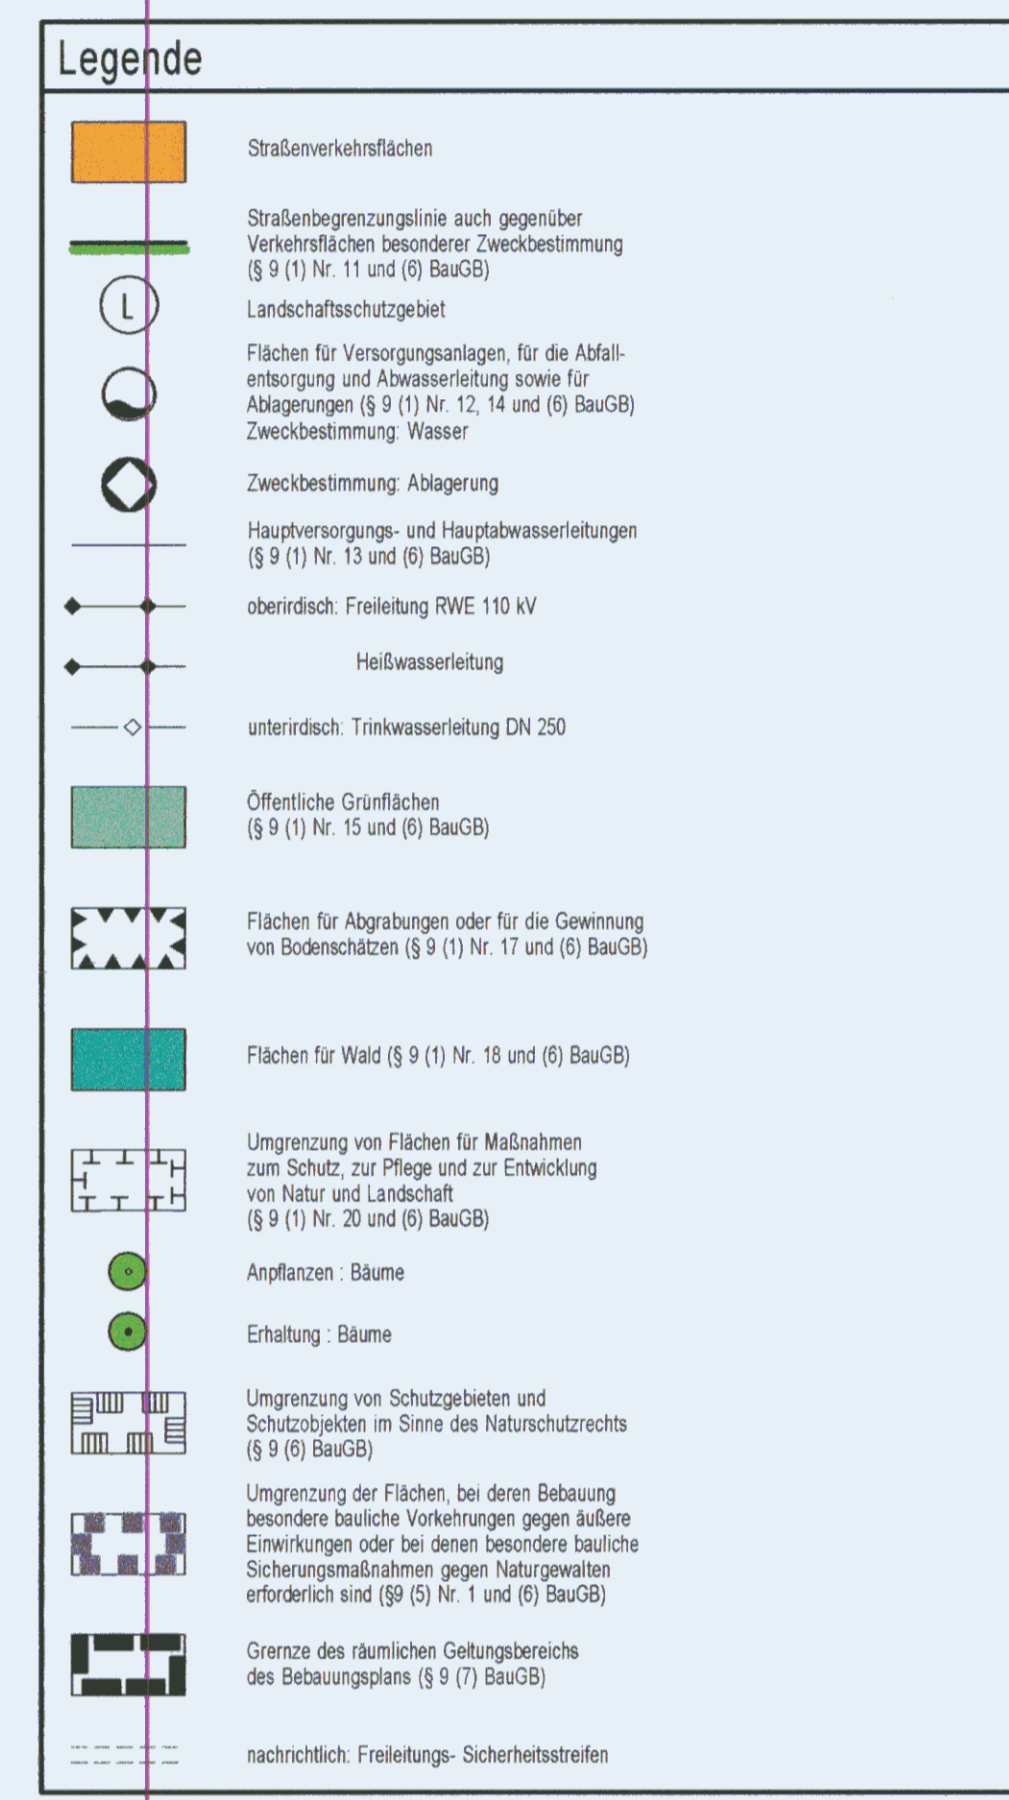 Legende
Straßenverkehrsflächen
Straßenbegrenzungslinie auch gegenüber
Verkehrsflächen besonderer Zweckbestimmung
(§ 9 (1) Nr. 11 und (6) BauGB)
L
Landschaftsschutzgebiet
Flächen für Versorgungsanlagen, für die Abfall-
entsorgung und Abwasserleitung sowie für
Ablagerungen (§ 9 (1) Nr. 12, 14 und (6) BauGB)
Zweckbestimmung: Wasser
Zweckbestimmung: Ablagerung
Hauptversorgungs- und Hauptabwasserleitungen
(§ 9 (1) Nr. 13 und (6) BauGB)
oberirdisch: Freileitung RWE 110 kV
Heißwasserleitung
unterirdisch: Trinkwasserleitung DN 250
Öffentliche Grünflächen
(§ 9 (1) Nr. 15 und (6) BauGB)
Flächen für Abgrabungen oder für die Gewinnung
von Bodenschätzen (§ 9 (1) Nr. 17 und (6) BauGB)
Flächen für Wald (§ 9 (1) Nr. 18 und (6) BauGB)
Umgrenzung von Flächen für Maßnahmen
zum Schutz, zur Pflege und zur Entwicklung
von Natur und Landschaft
(§ 9 (1) Nr. 20 und (6) BauGB)
Anpflanzen : Bäume
Erhaltung : Bäume
Umgrenzung von Schutzgebieten und
Schutzobjekten im Sinne des Naturschutzrechts
(§ 9 (6) BauGB)
Umgrenzung der Flächen, bei deren Bebauung
besondere bauliche Vorkehrungen gegen äußere
Einwirkungen oder bei denen besondere bauliche
Sicherungsmaßnahmen gegen Naturgewalten
erforderlich sind (§9 (5) Nr. 1 und (6) BauGB)
Grernze des räumlichen Geltungsbereichs
des Bebauungsplans (§ 9 (7) BauGB)
nachrichtlich: Freileitungs- Sicherheitsstreifen